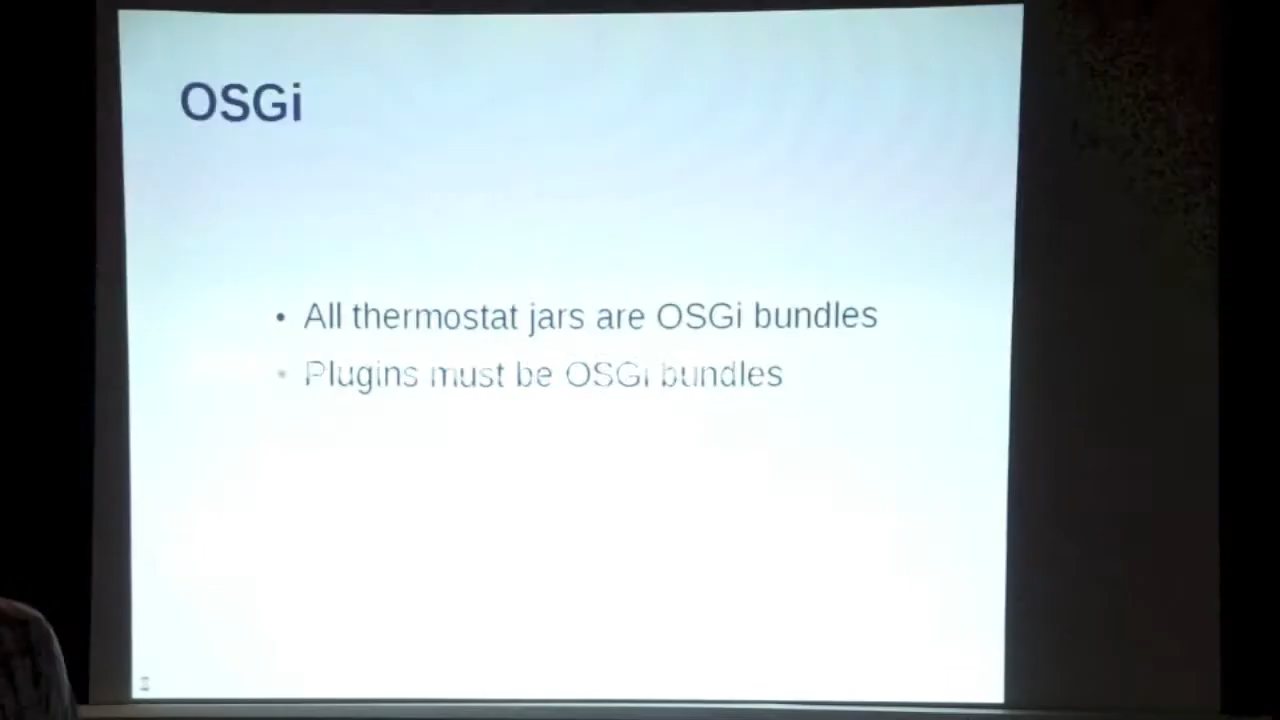 OSGi
• All thermostat jars are OSGi bundles
• Plugins must be OSGi bundles